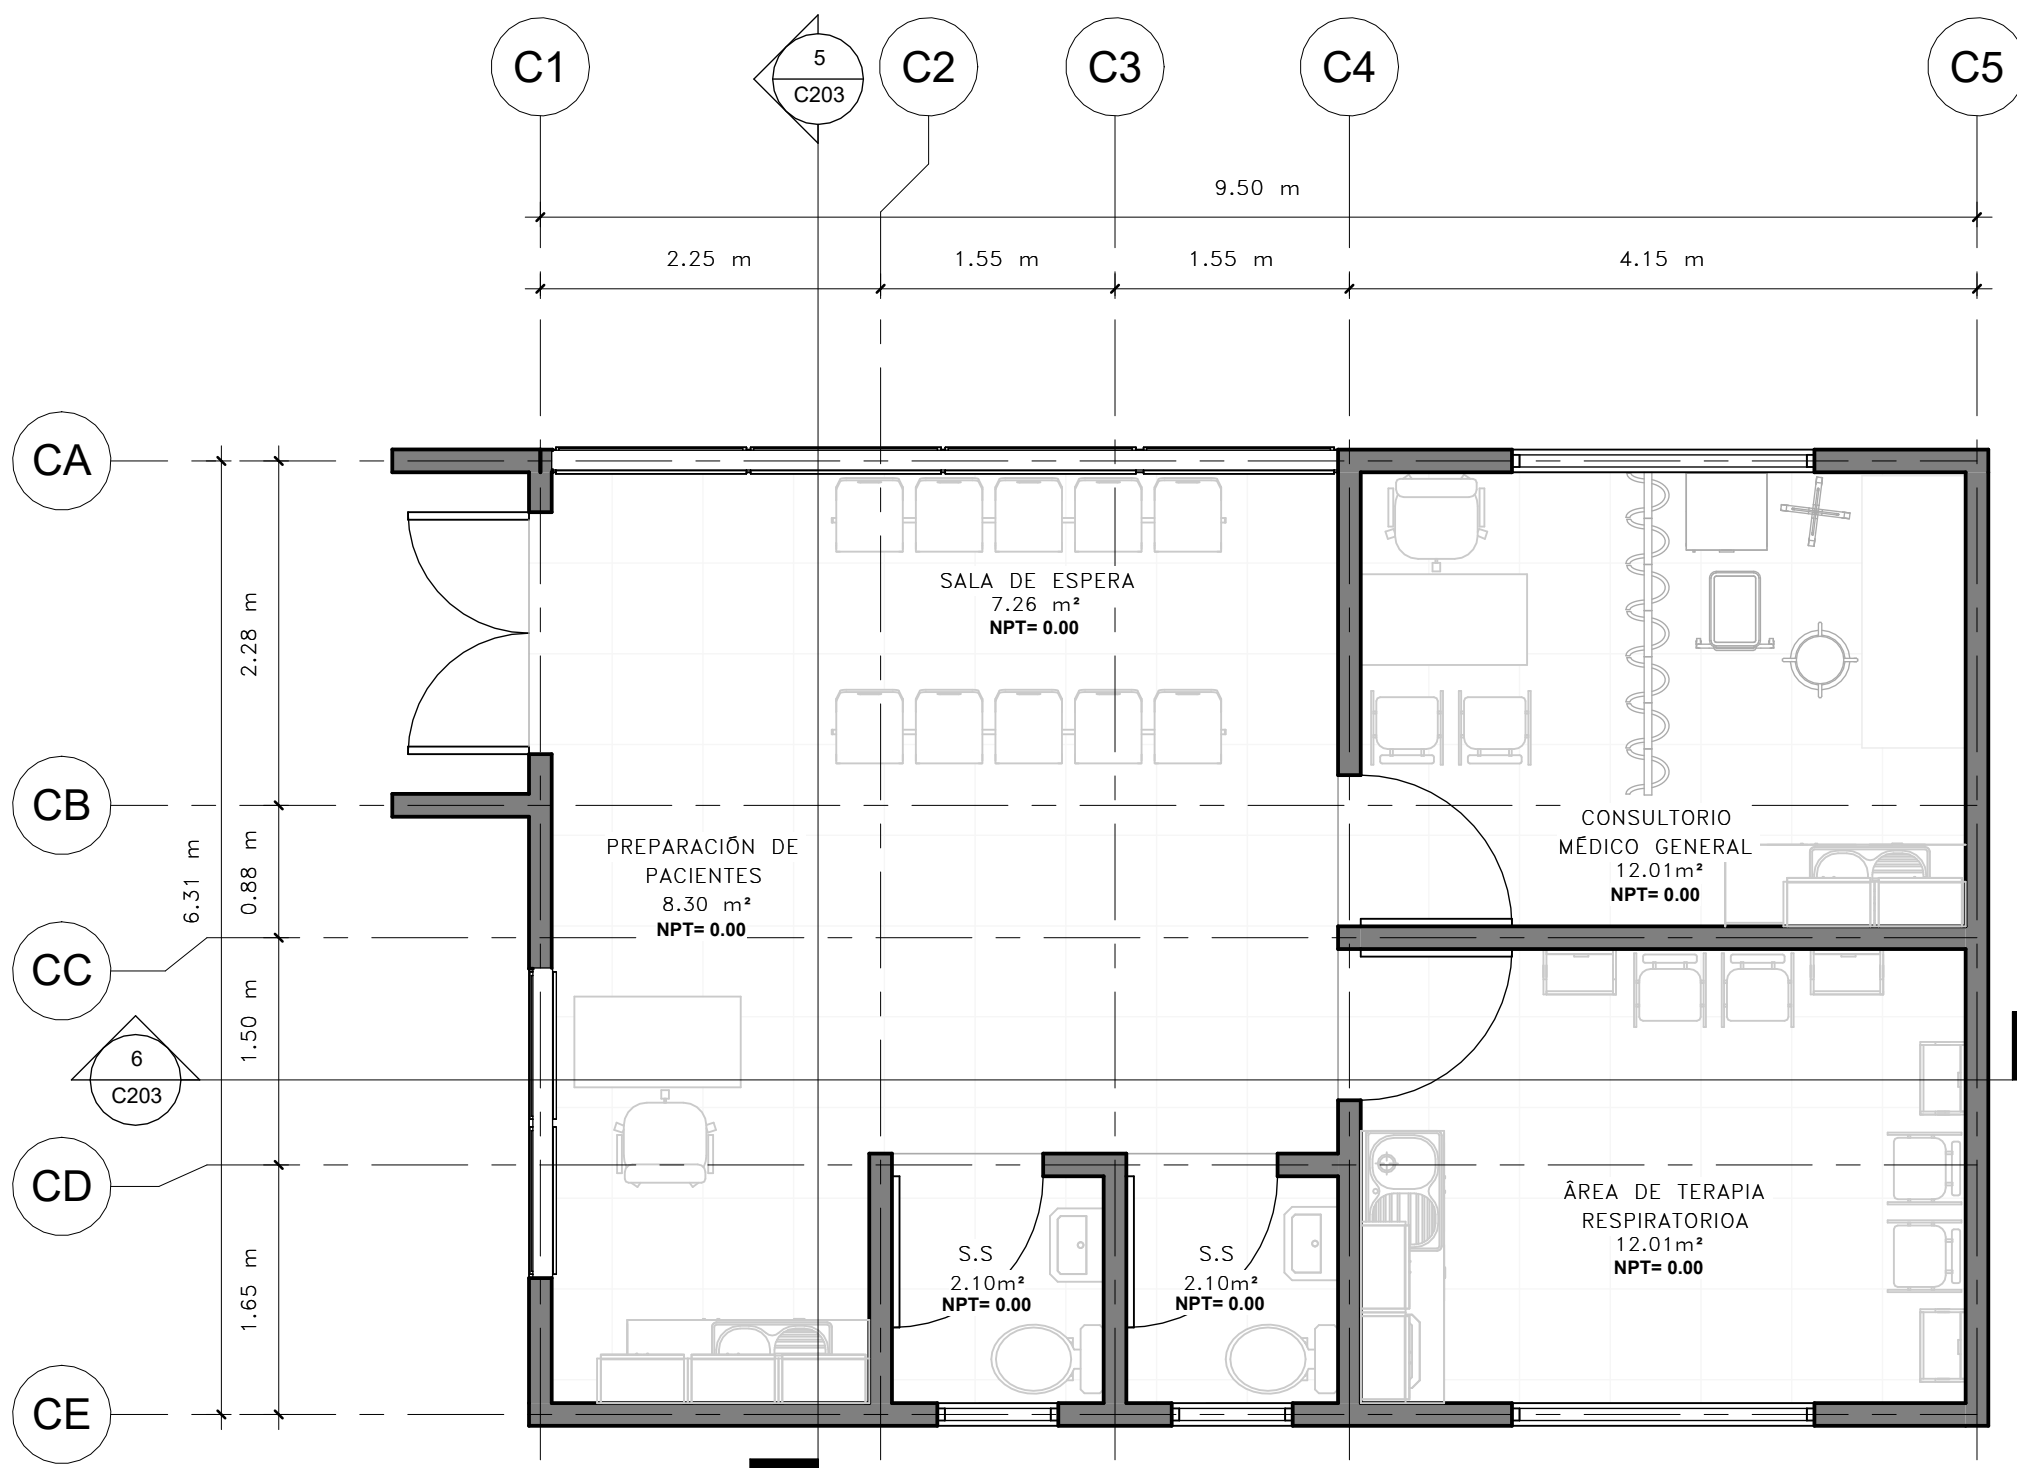 C1
5
C203
C2
C3
C4
C5
9.50 m
2.25 m
1.55 m
1.55 m
4.15 m
CA
CB
CC
CD
CE
6.31 m
2.28 m
0.88 m
1.50 m
1.65 m
6
C203
SALA DE ESPERA
7.26 m²
NPT= 0.00
PREPARACIÓN DE
PACIENTES
8.30 m²
NPT= 0.00
CONSULTORIO
MÉDICO GENERAL
12.01m²
NPT= 0.00
S.S
2.10m²
NPT= 0.00
S.S
2.10m²
NPT= 0.00
ÂREA DE TERAPIA
RESPIRATORIOA
12.01m²
NPT= 0.00